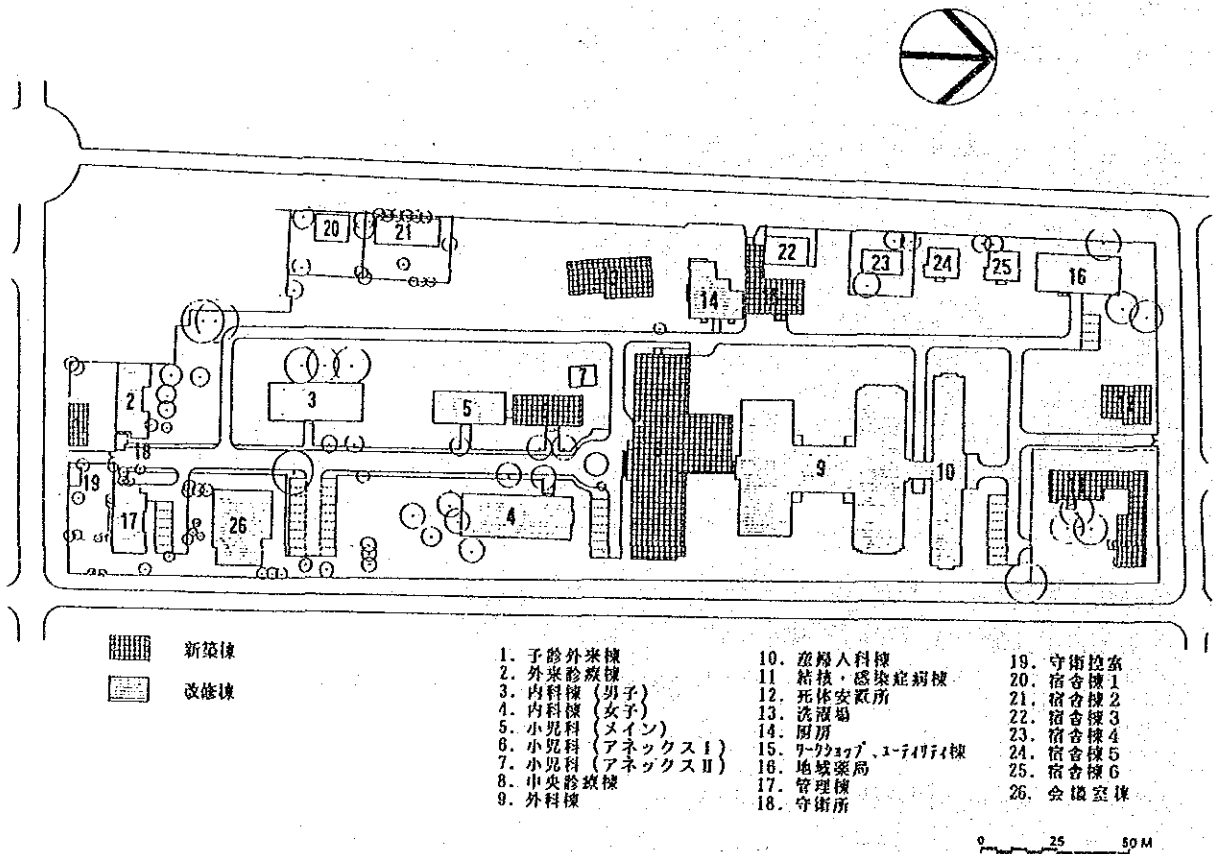 20
21
22
23
24
25
16
14
2
3
5
7
18
19
17
26
4
9
10
新築棟
改修棟
1. 予診外来棟
2. 外来診療棟
3. 内科棟 (男子)
4. 内科棟 (女子)
5. 小児科 (メイン)
6. 小児科 (アネックスⅠ)
7. 小児科 (アネックスⅡ)
8. 中央診療棟
9. 外科棟
10. 産婦人科棟
11 結核・感染症病棟
12. 死体安置所
13. 洗濯場
14. 厨房
15. ワークショップ、ユーティリティ棟
16. 地域薬局
17. 管理棟
18. 守衛所
19. 守衛控室
20. 宿舎棟1
21. 宿舎棟2
22. 宿舎棟3
23. 宿舎棟4
24. 宿舎棟5
25. 宿舎棟6
26. 会議室棟
0 25 50 M